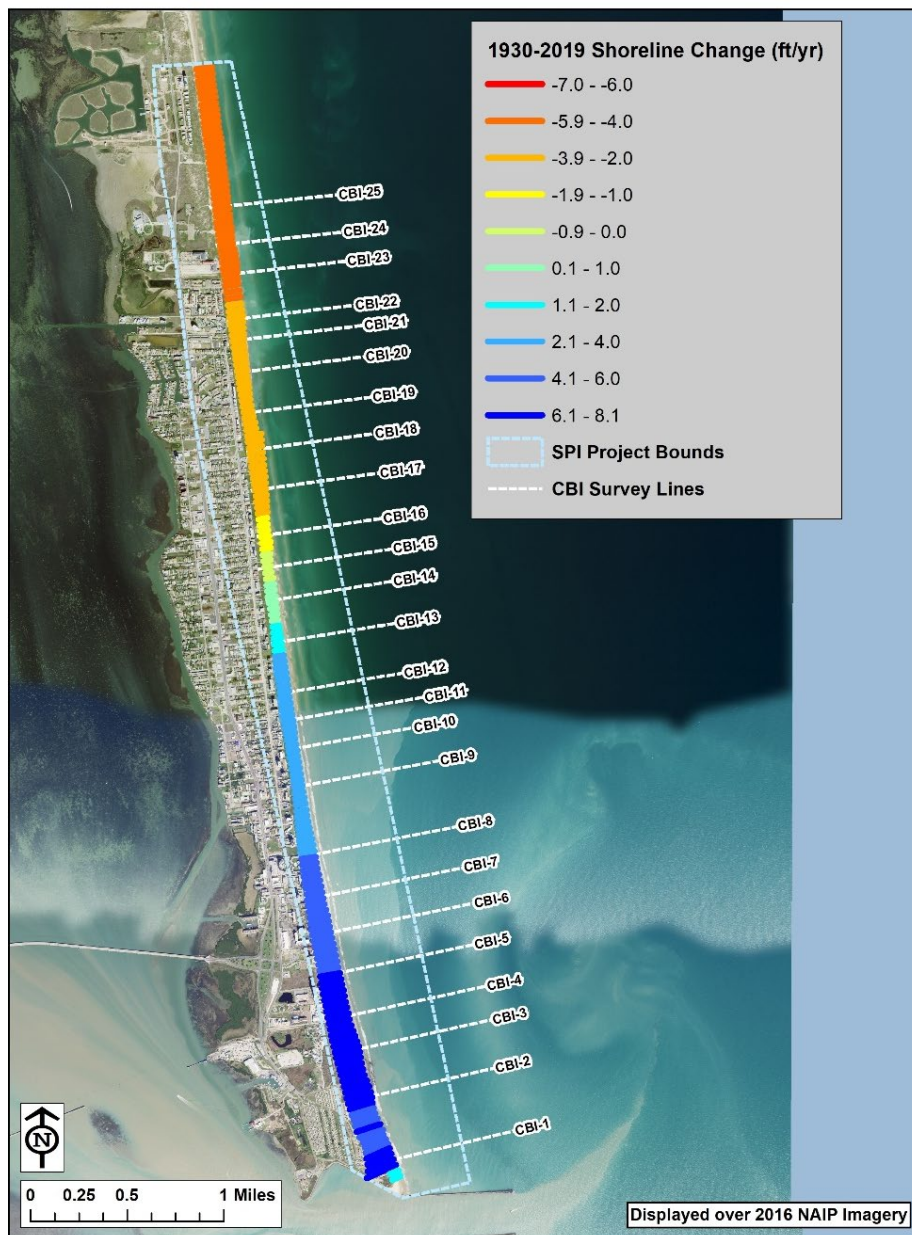 1930-2019 Shoreline Change (ft/yr)
-7.0 - -6.0
-5.9 - -4.0
-3.9 - -2.0
-1.9 - -1.0
-0.9 - 0.0
0.1 - 1.0
1.1 - 2.0
2.1 - 4.0
4.1 - 6.0
6.1 - 8.1
SPI Project Bounds
CBI Survey Lines
CBI-25
CBI-24
CBI-23
CBI-22
CBI-21
CBI-20
CBI-19
CBI-18
CBI-17
CBI-16
CBI-15
CBI-14
CBI-13
CBI-12
CBI-11
CBI-10
CBI-9
CBI-8
CBI-7
CBI-6
CBI-5
CBI-4
CBI-3
CBI-2
CBI-1
N
0 0.25 0.5 1 Miles
Displayed over 2016 NAIP Imagery